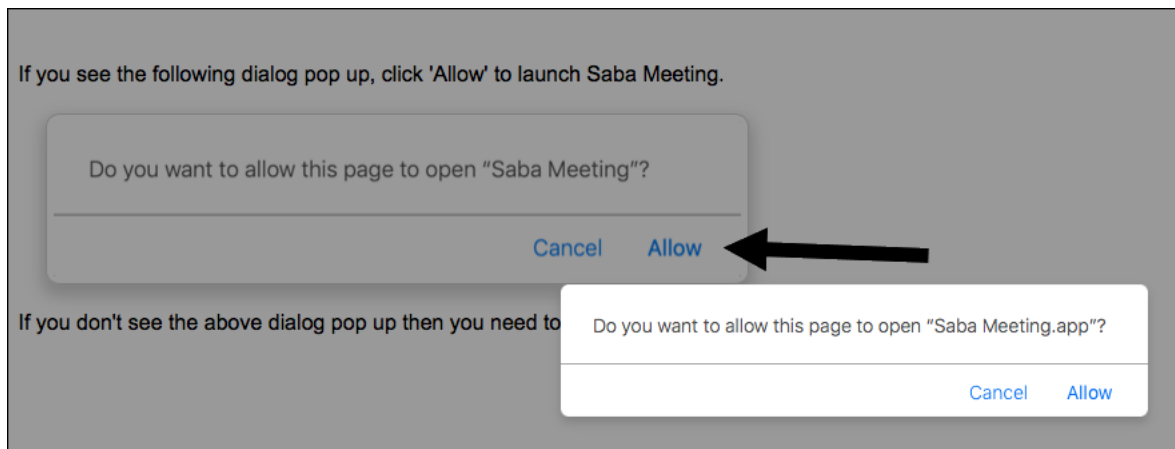 If you see the following dialog pop up, click 'Allow' to launch Saba Meeting.
Do you want to allow this page to open “Saba Meeting”?
Cancel Allow
If you don't see the above dialog pop up then you need to
Do you want to allow this page to open “Saba Meeting.app”?
Cancel Allow